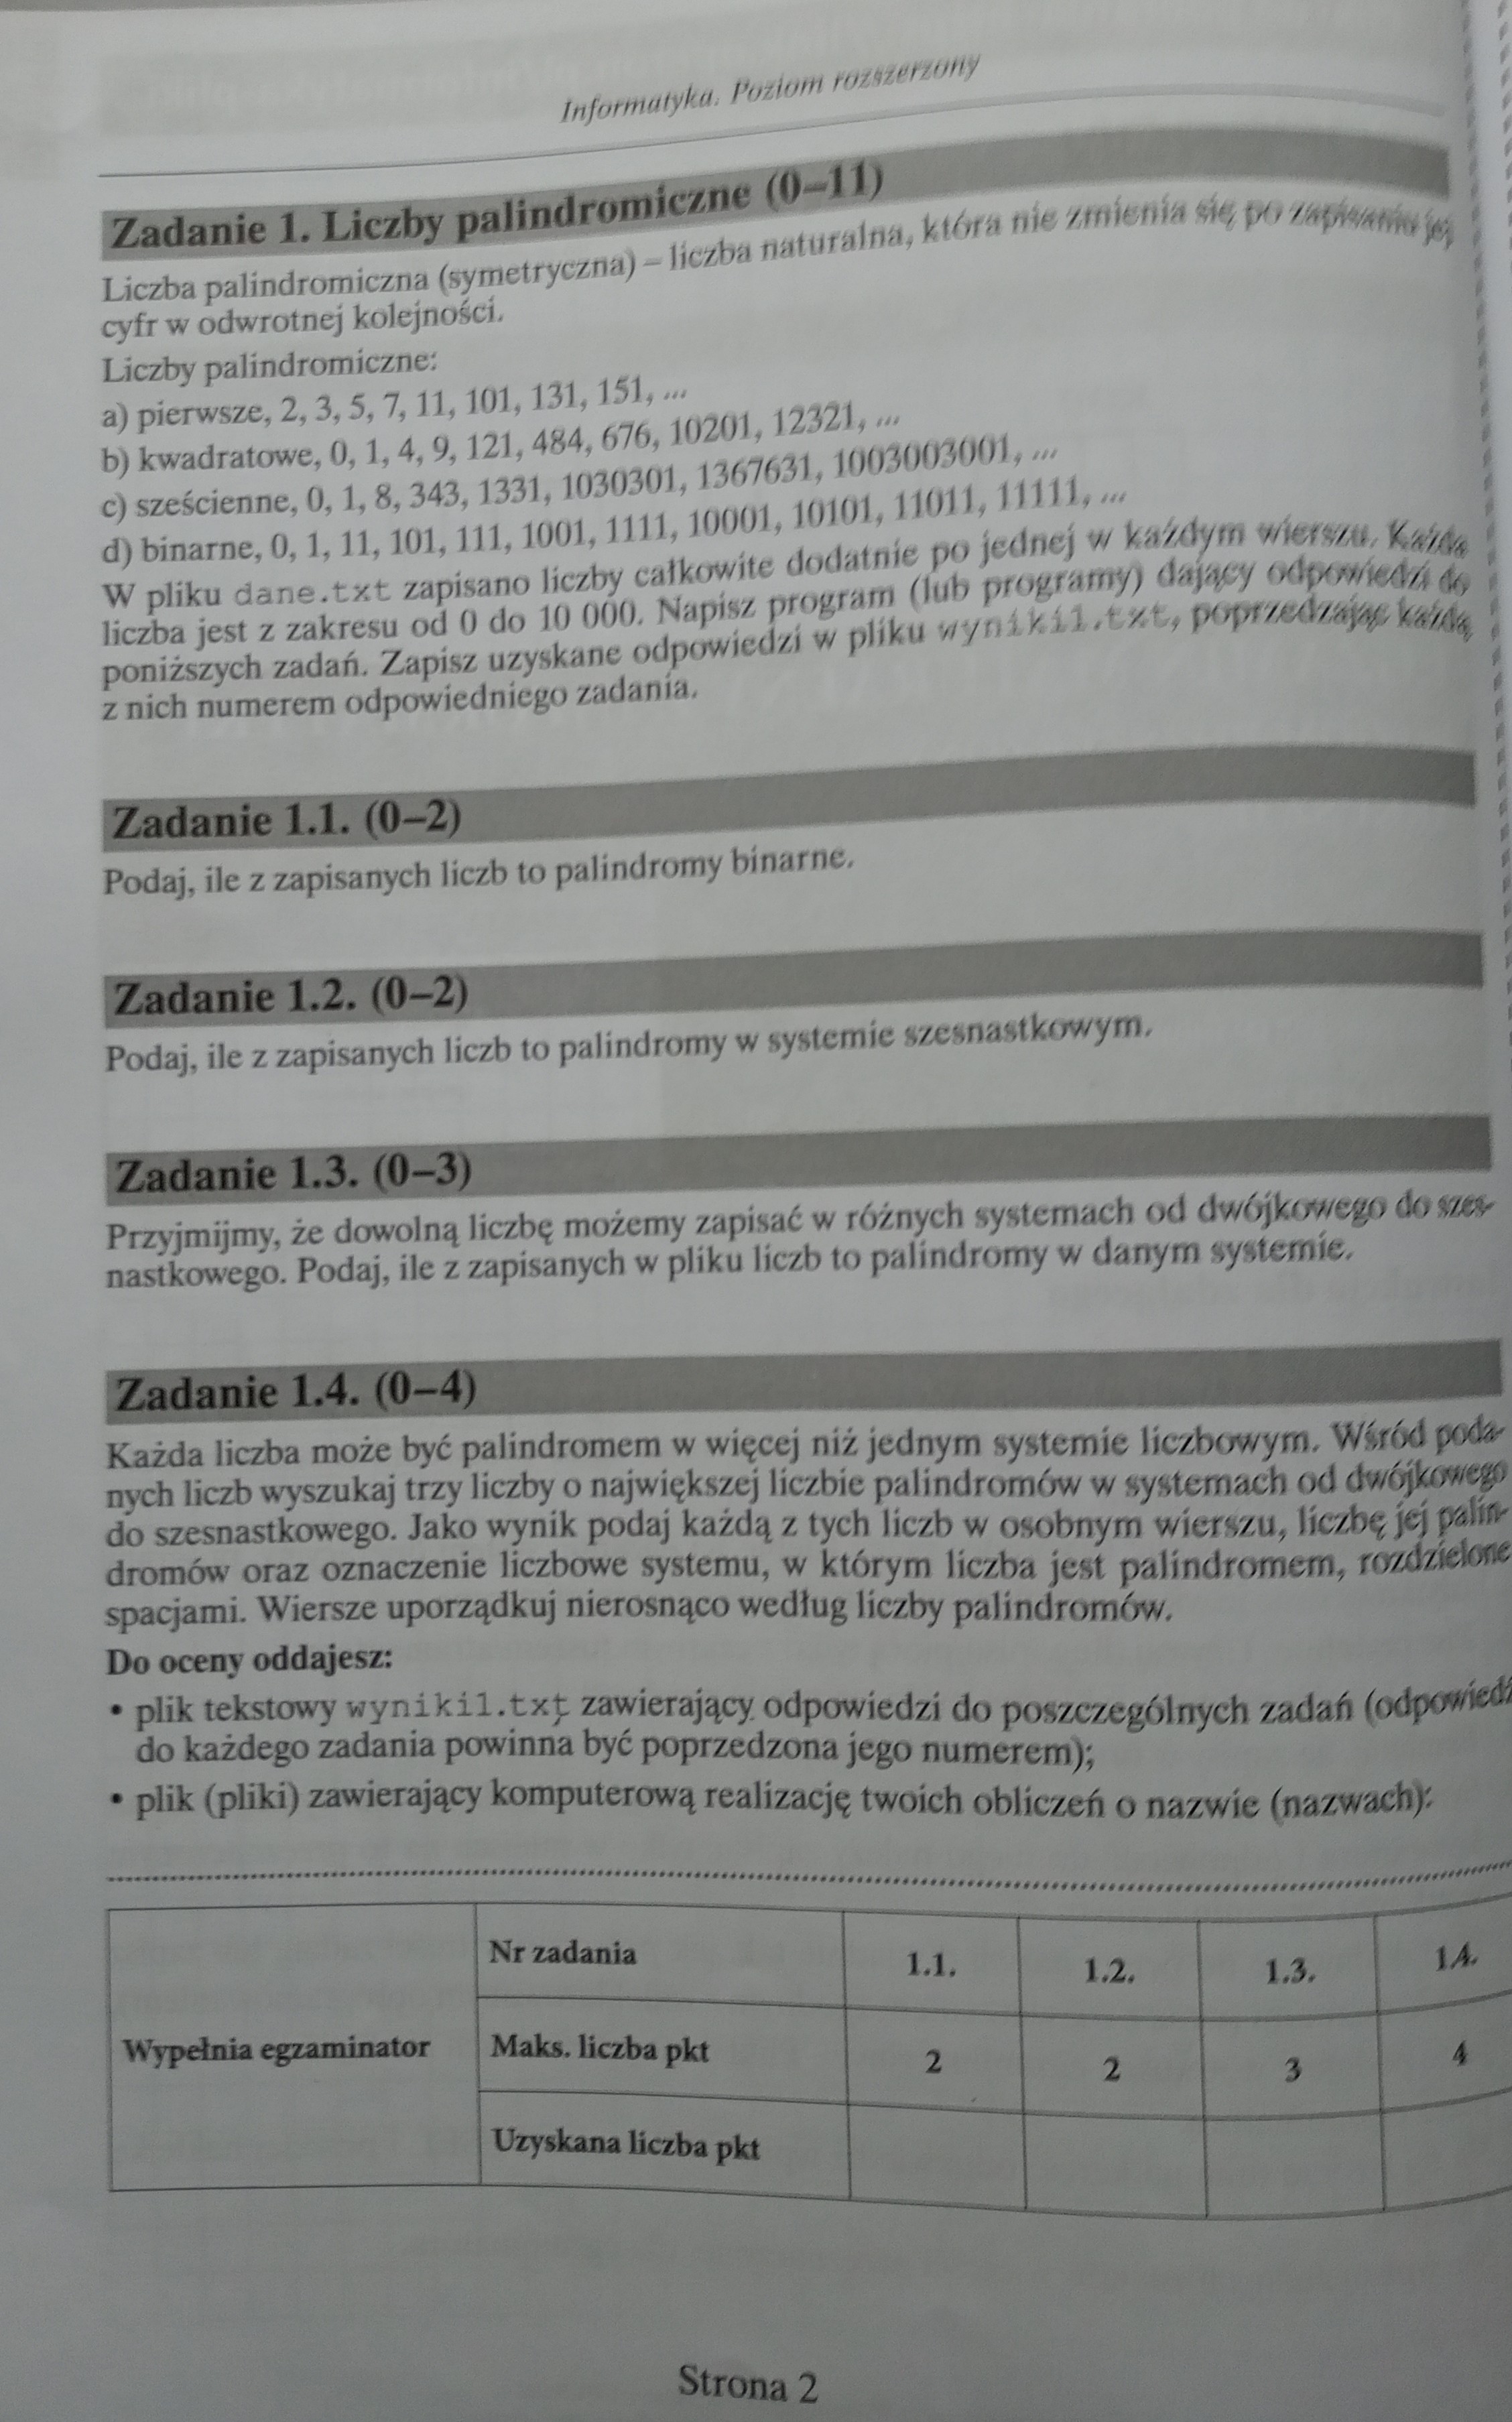 Informatyka. Poziom rozszerzony
Zadanie 1. Liczby palindromiczne (0–11)
Liczba palindromiczna (symetryczna) – liczba naturalna, która nie zmienia się po zapisaniu jej
cyfr w odwrotnej kolejności.
Liczby palindromiczne:
a) pierwsze, 2, 3, 5, 7, 11, 101, 131, 151, ...
b) kwadratowe, 0, 1, 4, 9, 121, 484, 676, 10201, 12321, ...
c) sześcienne, 0, 1, 8, 343, 1331, 1030301, 1367631, 1003003001, ...
d) binarne, 0, 1, 11, 101, 111, 1001, 1111, 10001, 10101, 11011, 11111, ...
W pliku dane.txt zapisano liczby całkowite dodatnie po jednej w każdym wierszu. Każda
liczba jest z zakresu od 0 do 10 000. Napisz program (lub programy) dający odpowiedzi do
poniższych zadań. Zapisz uzyskane odpowiedzi w pliku wyniki1.txt, poprzedzając każdą
z nich numerem odpowiedniego zadania.
Zadanie 1.1. (0–2)
Podaj, ile z zapisanych liczb to palindromy binarne.
Zadanie 1.2. (0–2)
Podaj, ile z zapisanych liczb to palindromy w systemie szesnastkowym.
Zadanie 1.3. (0–3)
Przyjmijmy, że dowolną liczbę możemy zapisać w różnych systemach od dwójkowego do szes-
nastkowego. Podaj, ile z zapisanych w pliku liczb to palindromy w danym systemie.
Zadanie 1.4. (0–4)
Każda liczba może być palindromem w więcej niż jednym systemie liczbowym. Wśród poda-
nych liczb wyszukaj trzy liczby o największej liczbie palindromów w systemach od dwójkowego
do szesnastkowego. Jako wynik podaj każdą z tych liczb w osobnym wierszu, liczbę jej palin-
dromów oraz oznaczenie liczbowe systemu, w którym liczba jest palindromem, rozdzielone
spacjami. Wiersze uporządkuj nierosnąco według liczby palindromów.
Do oceny oddajesz:
• plik tekstowy wyniki1.txt zawierający odpowiedzi do poszczególnych zadań (odpowiedź
do każdego zadania powinna być poprzedzona jego numerem);
• plik (pliki) zawierający komputerową realizację twoich obliczeń o nazwie (nazwach):
Wypełnia egzaminator
Nr zadania 1.1. 1.2. 1.3. 1.4.
Maks. liczba pkt 2 2 3 4
Uzyskana liczba pkt
Strona 2